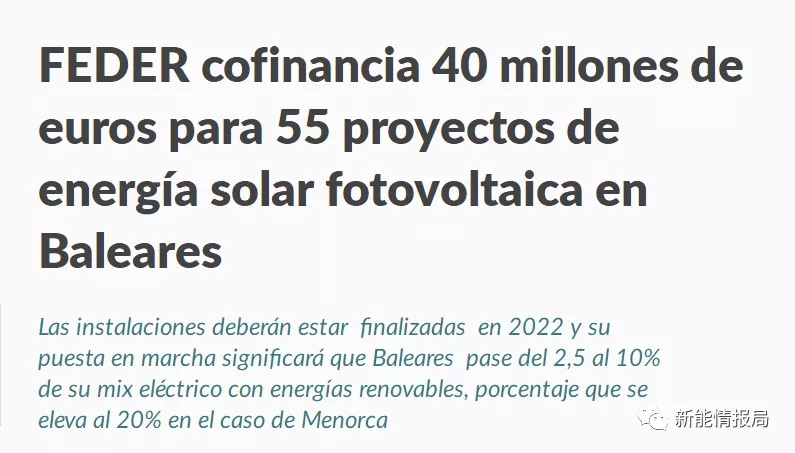 FEDER cofinancia 40 millones de
euros para 55 proyectos de
energía solar fotovoltaica en
Baleares
Las instalaciones deberán estar finalizadas en 2022 y su
puesta en marcha significará que Baleares pase del 2,5 al 10%
de su mix eléctrico con energías renovables, porcentaje que se
eleva al 20% en el caso de Menorca
新能情报局